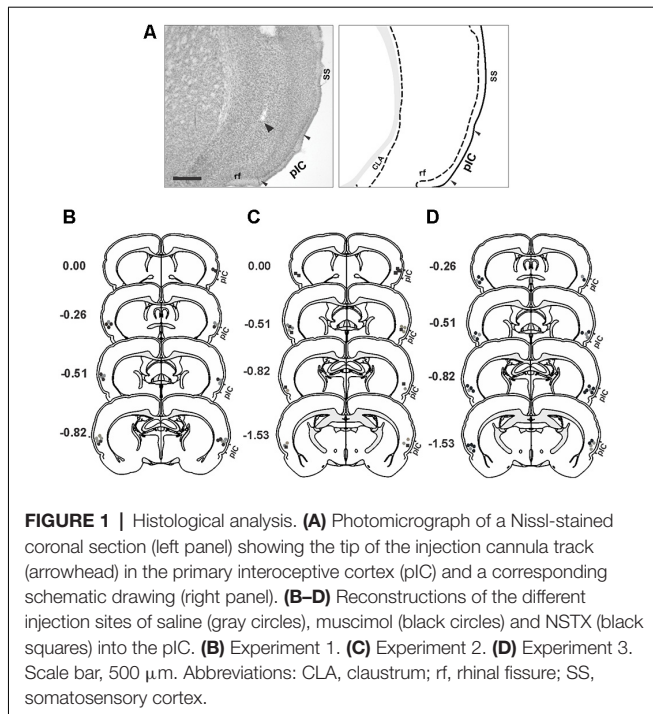 A
SS
pIC
rf
CLA
rf
pIC
SS
B
C
D
0.00
pIC
-0.26
pIC
-0.51
pIC
-0.82
pIC
0.00
pIC
-0.51
pIC
-0.82
pIC
-1.53
pIC
-0.26
pIC
-0.51
pIC
-0.82
pIC
-1.53
pIC
FIGURE 1 | Histological analysis. (A) Photomicrograph of a Nissl-stained
coronal section (left panel) showing the tip of the injection cannula track
(arrowhead) in the primary interoceptive cortex (pIC) and a corresponding
schematic drawing (right panel). (B–D) Reconstructions of the different
injection sites of saline (gray circles), muscimol (black circles) and NSTX (black
squares) into the pIC. (B) Experiment 1. (C) Experiment 2. (D) Experiment 3.
Scale bar, 500 μm. Abbreviations: CLA, claustrum; rf, rhinal fissure; SS,
somatosensory cortex.